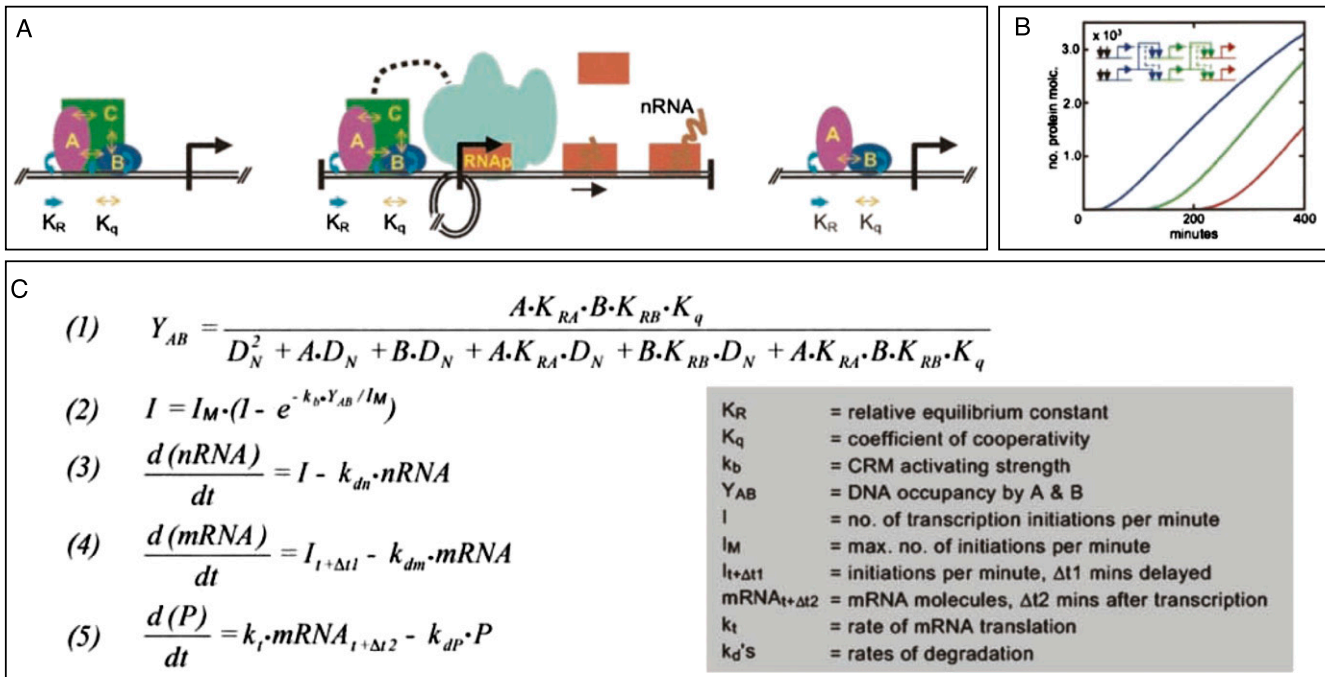 A
C
A
B
K_R K_q
C
A
B
RNAp
nRNA
K_R K_q
A
B
K_R K_q
B
x 10³
no. protein molc.
3.0
2.0
1.0
0 200 400
minutes
C
(1) Y_AB = A·K_RA·B·K_RB·K_q / D_N² + A·D_N + B·D_N + A·K_RA·D_N + B·K_RB·D_N + A·K_RA·B·K_RB·K_q
(2) I = I_M·(1- e^(-k_b·Y_AB/I_M))
(3) d(nRNA)/dt = I - k_dn·nRNA
(4) d(mRNA)/dt = I_t+Δt1 - k_dm·mRNA
(5) d(P)/dt = k_t·mRNA_t+Δt2 - k_dP·P
K_R = relative equilibrium constant
K_q = coefficient of cooperativity
k_b = CRM activating strength
Y_AB = DNA occupancy by A & B
I = no. of transcription initiations per minute
I_M = max. no. of initiations per minute
I_t+Δt1 = initiations per minute, Δt1 mins delayed
mRNA_t+Δt2 = mRNA molecules, Δt2 mins after transcription
k_t = rate of mRNA translation
k_d's = rates of degradation